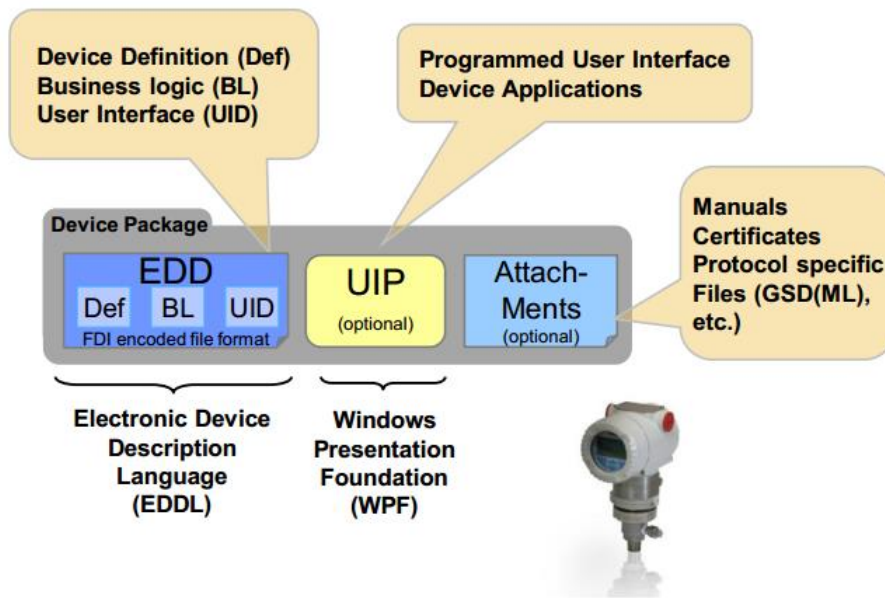 Device Definition (Def)
Business logic (BL)
User Interface (UID)
Programmed User Interface
Device Applications
Manuals
Certificates
Protocol specific
Files (GSD(ML),
etc.)
Device Package
EDD
Def
BL
UID
FDI encoded file format
UIP
(optional)
Attach-
Ments
(optional)
Electronic Device
Description
Language
(EDDL)
Windows
Presentation
Foundation
(WPF)